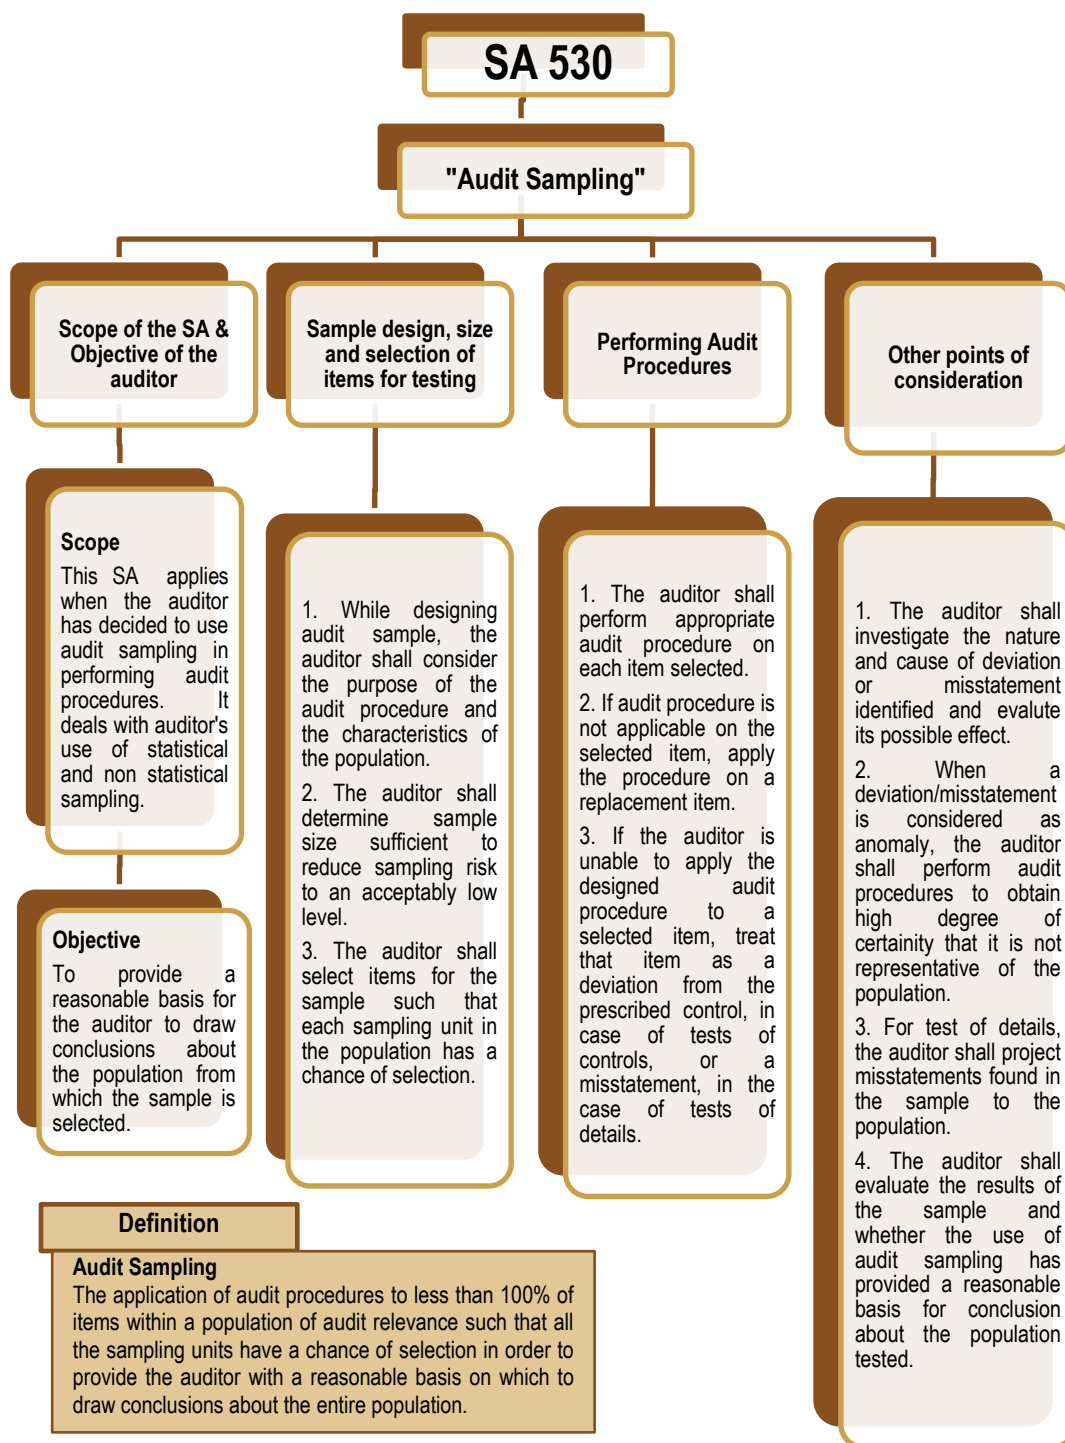 SA 530
"Audit Sampling"
Scope of the SA &
Objective of the
auditor
Scope
This SA applies
when the auditor
has decided to use
audit sampling in
performing audit
procedures. It
deals with auditor's
use of statistical
and non statistical
sampling.
Objective
To provide a
reasonable basis for
the auditor to draw
conclusions about
the population from
which the sample is
selected.
Sample design, size
and selection of
items for testing
1. While designing
audit sample, the
auditor shall consider
the purpose of the
audit procedure and
the characteristics of
the population.
2. The auditor shall
determine sample
size sufficient to
reduce sampling risk
to an acceptably low
level.
3. The auditor shall
select items for the
sample such that
each sampling unit in
the population has a
chance of selection.
Performing Audit
Procedures
1. The auditor shall
perform appropriate
audit procedure on
each item selected.
2. If audit procedure is
not applicable on the
selected item, apply
the procedure on a
replacement item.
3. If the auditor is
unable to apply the
designed audit
procedure to a
selected item, treat
that item as a
deviation from the
prescribed control, in
case of tests of
controls, or a
misstatement, in the
case of tests of
details.
Other points of
consideration
1. The auditor shall
investigate the nature
and cause of deviation
or misstatement
identified and evalute
its possible effect.
2. When a
deviation/misstatement
is considered as
anomaly, the auditor
shall perform audit
procedures to obtain
high degree of
certainity that it is not
representative of the
population.
3. For test of details,
the auditor shall project
misstatements found in
the sample to the
population.
4. The auditor shall
evaluate the results of
the sample and
whether the use of
audit sampling has
provided a reasonable
basis for conclusion
about the population
tested.
Definition
Audit Sampling
The application of audit procedures to less than 100% of
items within a population of audit relevance such that all
the sampling units have a chance of selection in order to
provide the auditor with a reasonable basis on which to
draw conclusions about the entire population.